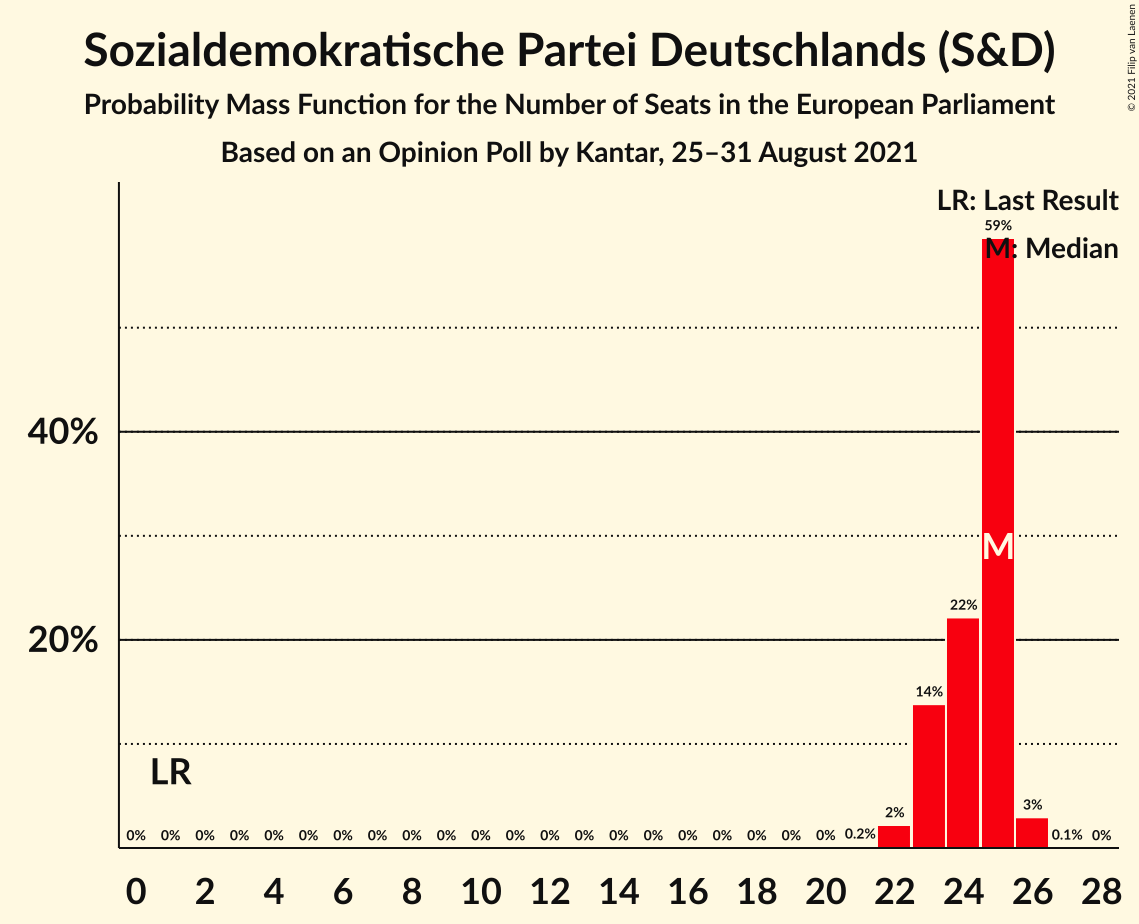 Sozialdemokratische Partei Deutschlands (S&D)
Probability Mass Function for the Number of Seats in the European Parliament
Based on an Opinion Poll by Kantar, 25–31 August 2021
© 2021 Filip van Laenen
LR: Last Result
59%
M: Median
40%
M
22%
20%
14%
LR
3%
2%
0% 0% 0% 0% 0% 0% 0% 0% 0% 0% 0% 0% 0% 0% 0% 0% 0% 0% 0% 0% 0% 0.2% 0.1% 0%
0 2 4 6 8 10 12 14 16 18 20 22 24 26 28